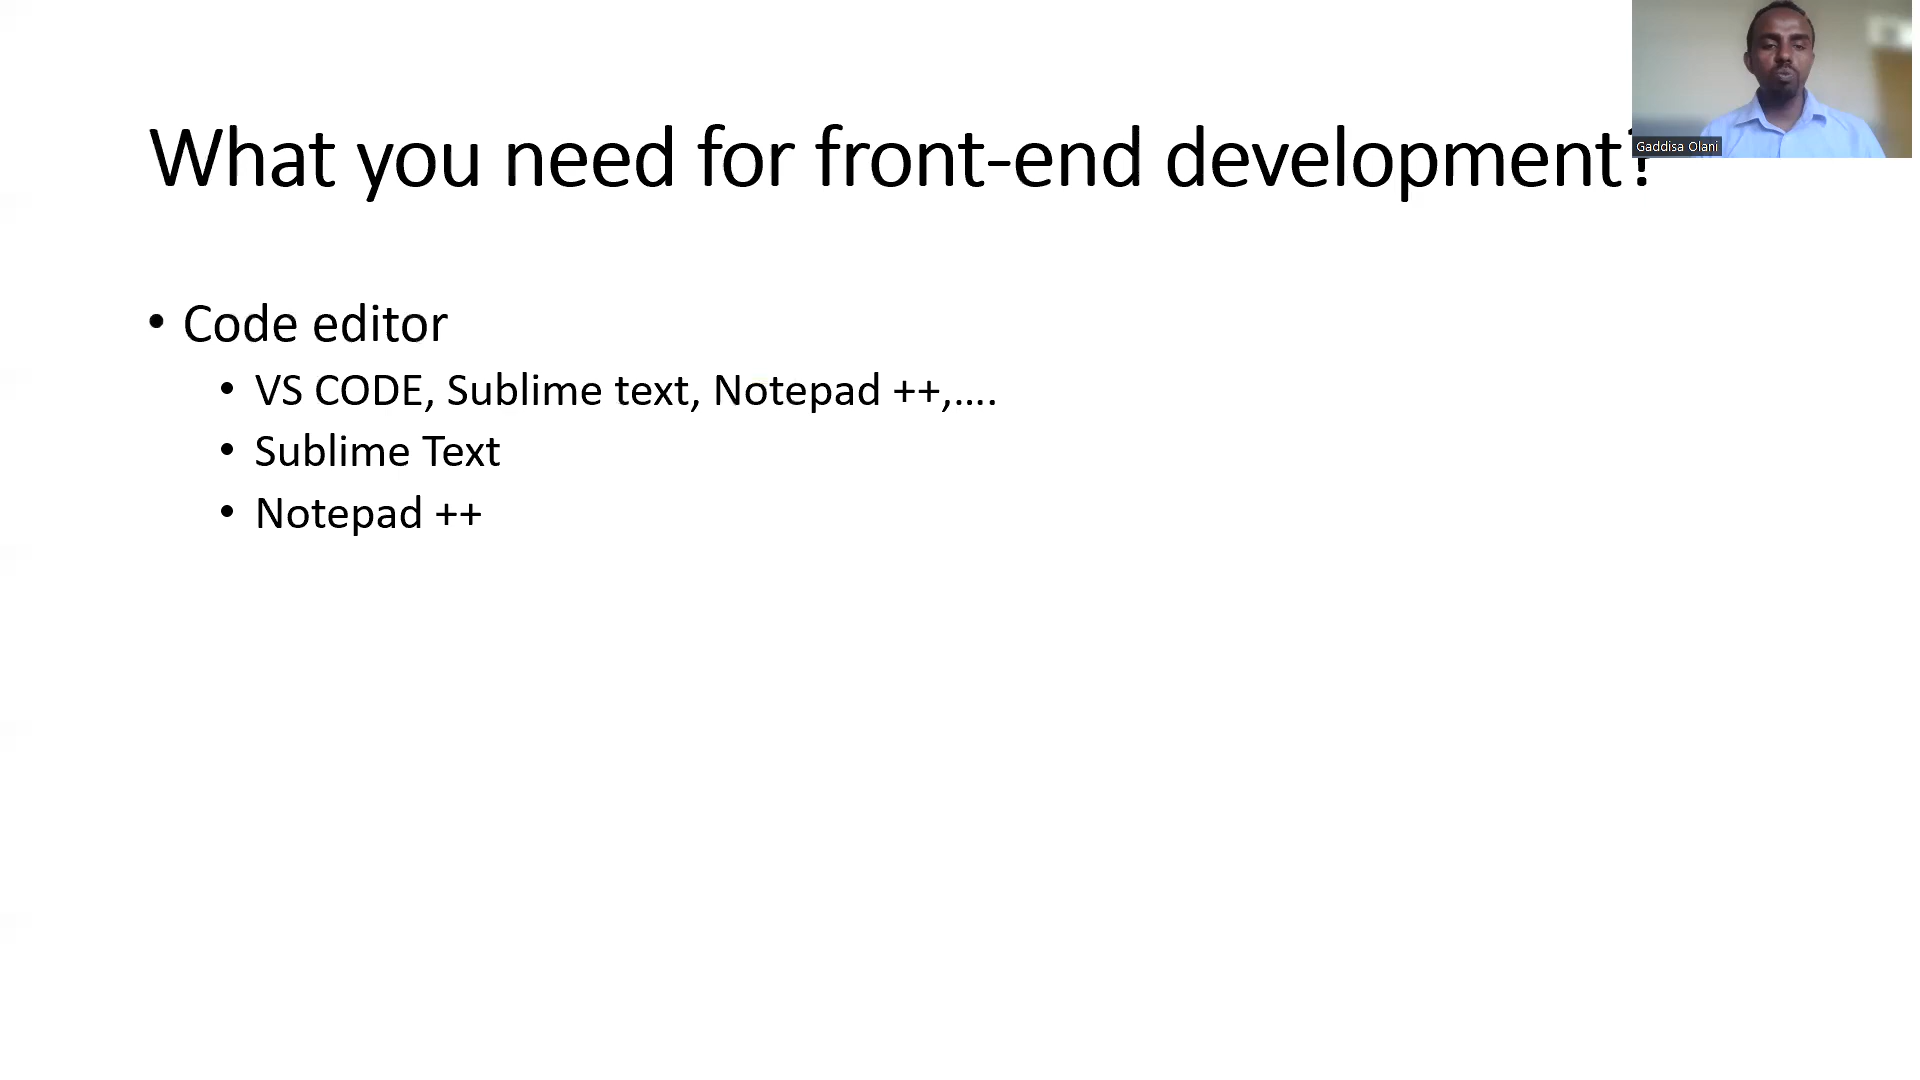 What you need for front-end development?
Gaddisa Olani
• Code editor
• VS CODE, Sublime text, Notepad ++,....
• Sublime Text
• Notepad ++